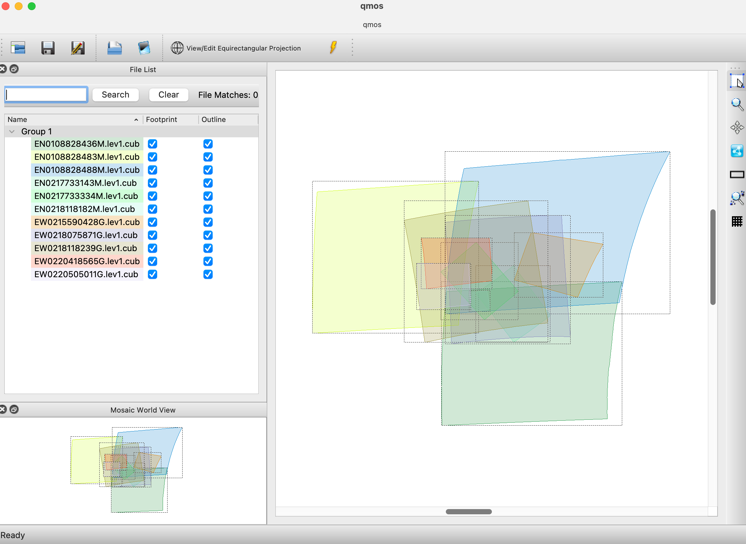 qmos
qmos
View/Edit Equirectangular Projection
File List
Search Clear File Matches: 0
Name Footprint Outline
Group 1
EN0108828436M.lev1.cub
EN0108828483M.lev1.cub
EN0108828488M.lev1.cub
EN0217733143M.lev1.cub
EN0217733334M.lev1.cub
EN0218118182M.lev1.cub
EW0215590428G.lev1.cub
EW0218075871G.lev1.cub
EW0218118239G.lev1.cub
EW0220418565G.lev1.cub
EW0220505011G.lev1.cub
Mosaic World View
Ready